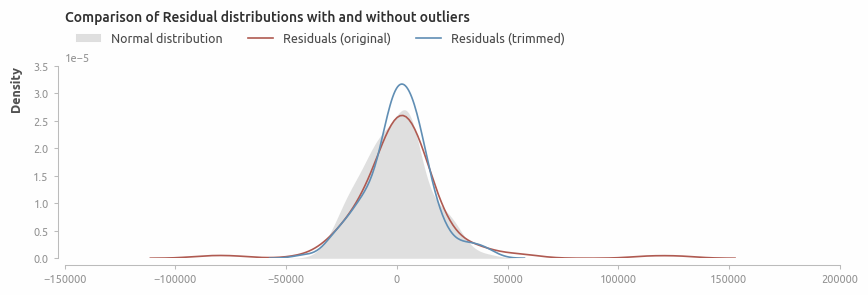 Comparison of Residual distributions with and without outliers
Normal distribution Residuals (original) Residuals (trimmed)
1e−5
Density
3.5
3.0
2.5
2.0
1.5
1.0
0.5
0.0
−150000 −100000 −50000 0 50000 100000 150000 200000